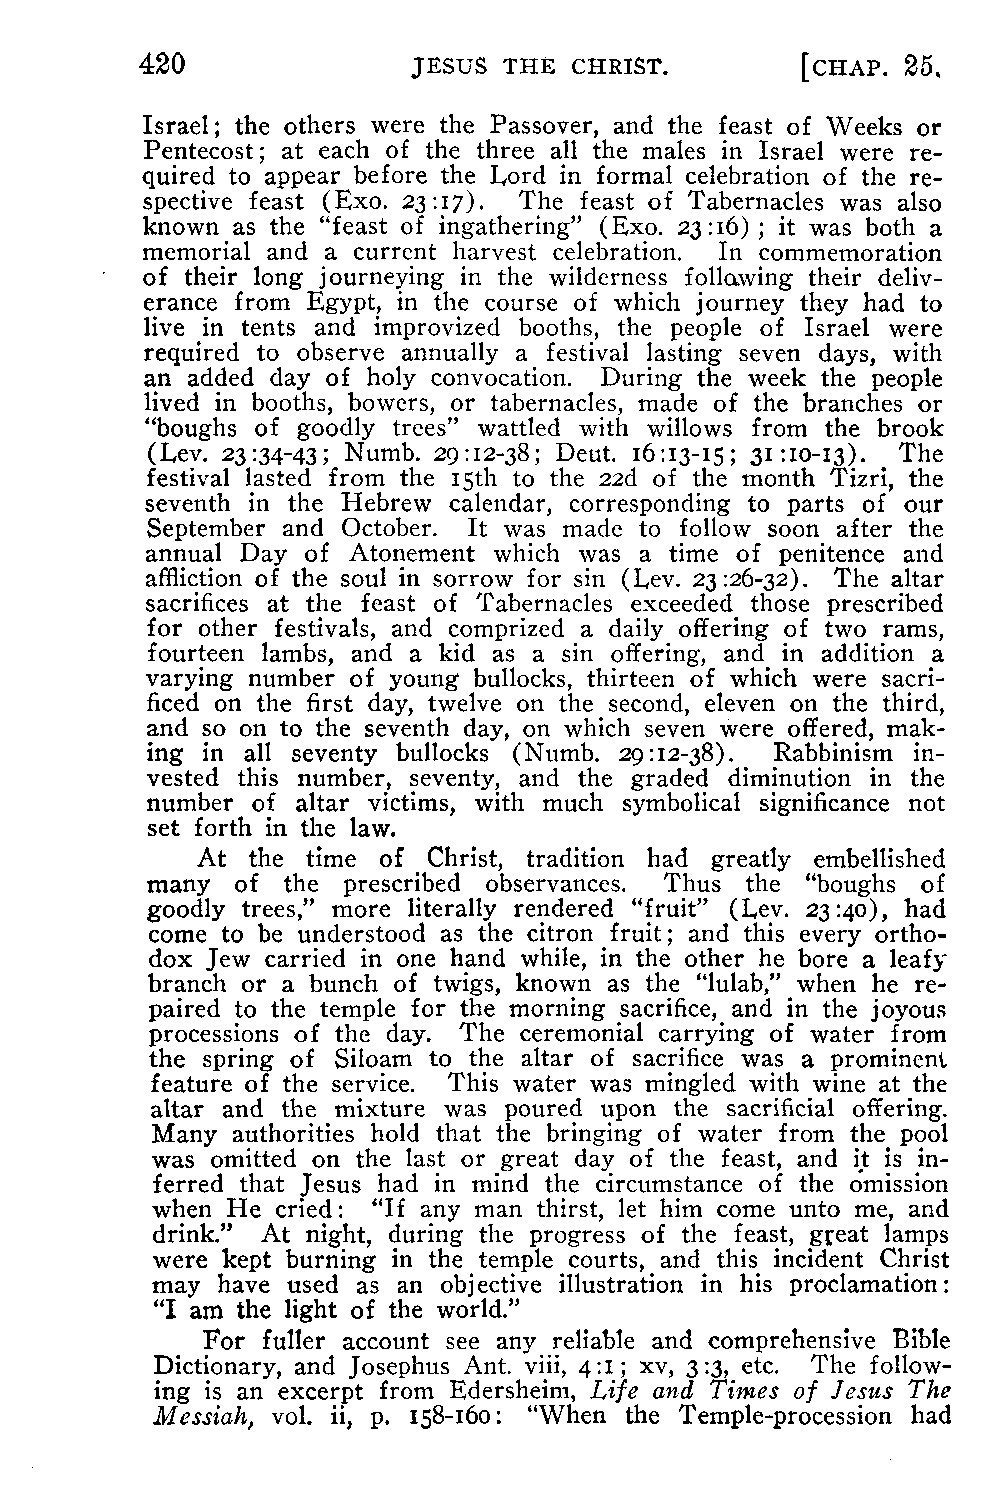 420 JESUS THE CHRIST. [CHAP. 25.
Israel; the others were the Passover, and the feast of Weeks or
Pentecost; at each of the three all the males in Israel were re-
quired to appear before the Lord in formal celebration of the re-
spective feast (Exo. 23:17). The feast of Tabernacles was also
known as the “feast of ingathering” (Exo. 23:16); it was both a
memorial and a current harvest celebration. In commemoration
of their long journeying in the wilderness following their deliv-
erance from Egypt, in the course of which journey they had to
live in tents and improvized booths, the people of Israel were
required to observe annually a festival lasting seven days, with
an added day of holy convocation. During the week the people
lived in booths, bowers, or tabernacles, made of the branches or
“boughs of goodly trees” wattled with willows from the brook
(Lev. 23:34-43; Numb. 29:12-38; Deut. 16:13-15; 31:10-13). The
festival lasted from the 15th to the 22d of the month Tizri, the
seventh in the Hebrew calendar, corresponding to parts of our
September and October. It was made to follow soon after the
annual Day of Atonement which was a time of penitence and
affliction of the soul in sorrow for sin (Lev. 23:26-32). The altar
sacrifices at the feast of Tabernacles exceeded those prescribed
for other festivals, and comprized a daily offering of two rams,
fourteen lambs, and a kid as a sin offering, and in addition a
varying number of young bullocks, thirteen of which were sacri-
ficed on the first day, twelve on the second, eleven on the third,
and so on to the seventh day, on which seven were offered, mak-
ing in all seventy bullocks (Numb. 29:12-38). Rabbinism in-
vested this number, seventy, and the graded diminution in the
number of altar victims, with much symbolical significance not
set forth in the law.
At the time of Christ, tradition had greatly embellished
many of the prescribed observances. Thus the “boughs of
goodly trees,” more literally rendered “fruit” (Lev. 23:40), had
come to be understood as the citron fruit; and this every ortho-
dox Jew carried in one hand while, in the other he bore a leafy
branch or a bunch of twigs, known as the “lulab,” when he re-
paired to the temple for the morning sacrifice, and in the joyous
processions of the day. The ceremonial carrying of water from
the spring of Siloam to the altar of sacrifice was a prominent
feature of the service. This water was mingled with wine at the
altar and the mixture was poured upon the sacrificial offering.
Many authorities hold that the bringing of water from the pool
was omitted on the last or great day of the feast, and it is in-
ferred that Jesus had in mind the circumstance of the omission
when He cried: “If any man thirst, let him come unto me, and
drink.” At night, during the progress of the feast, great lamps
were kept burning in the temple courts, and this incident Christ
may have used as an objective illustration in his proclamation:
“I am the light of the world.”
For fuller account see any reliable and comprehensive Bible
Dictionary, and Josephus Ant. viii, 4:1; xv, 3:3, etc. The follow-
ing is an excerpt from Edersheim, Life and Times of Jesus The
Messiah, vol. ii, p. 158-160: “When the Temple-procession had